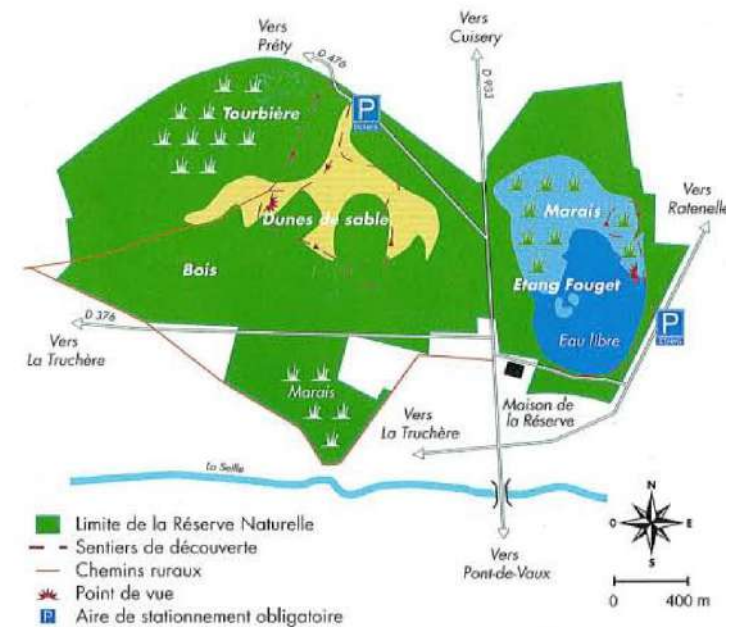 Vers
Préty
D 476
Vers
Cuisery
D 933
P
Tourbière
Marais
Vers
Ratenelle
Dunes de sable
Bois
Etang Fouget
P
D 376
Vers
La Truchère
Eau libre
Marais
Vers
La Truchère
Maison de
la Réserve
La Seille
N
O
E
S
Vers
Pont-de-Vaux
0 400 m
Limite de la Réserve Naturelle
Sentiers de découverte
Chemins ruraux
Point de vue
P Aire de stationnement obligatoire